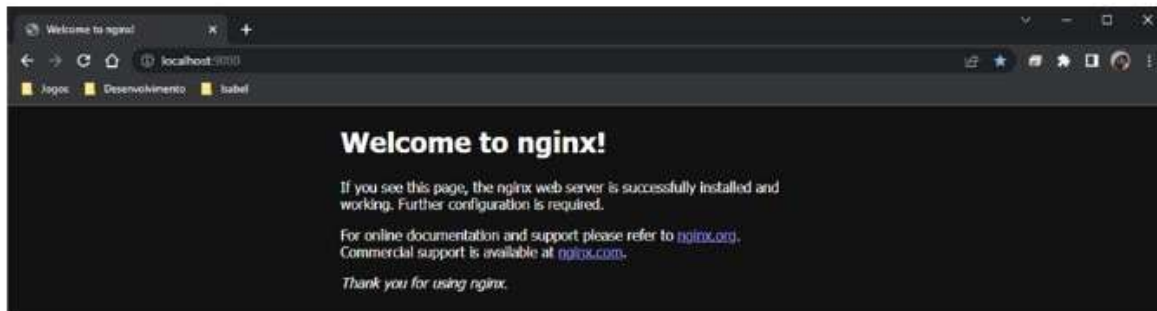 Welcome to nginx!
localhost
Jogos Desenvolvimento Isabel
Welcome to nginx!
If you see this page, the nginx web server is successfully installed and
working. Further configuration is required.
For online documentation and support please refer to nginx.org.
Commercial support is available at nginx.com.
Thank you for using nginx.